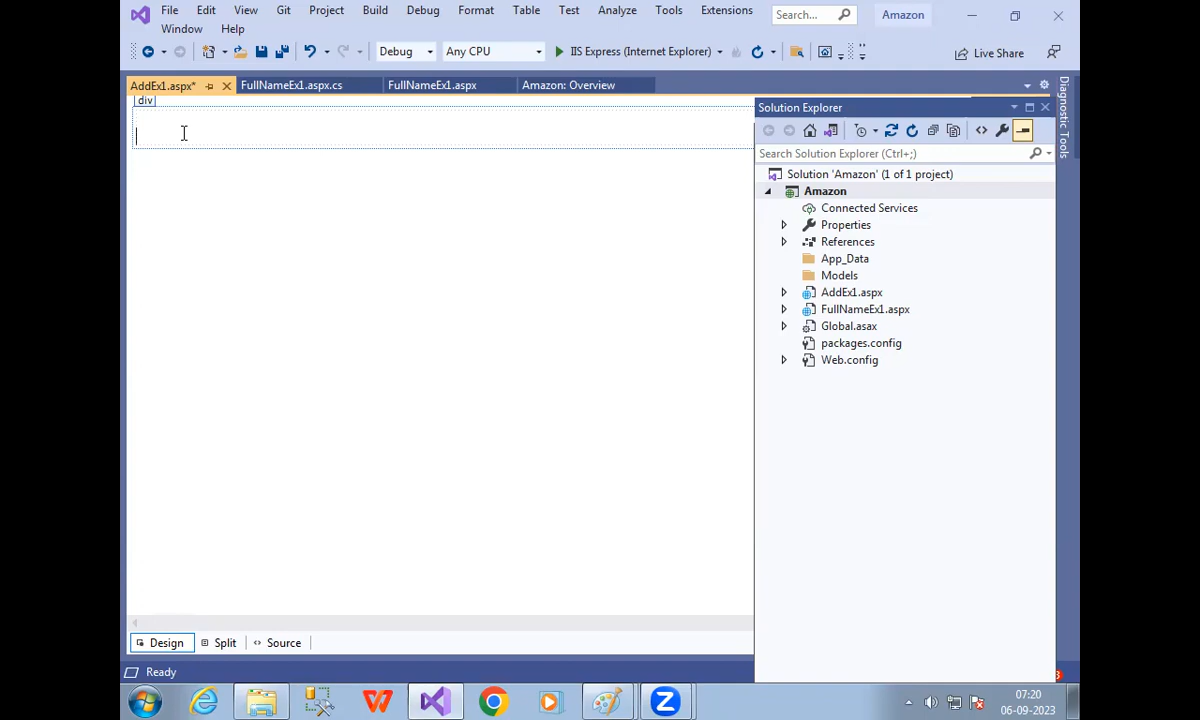 File Edit View Git Project Build Debug Format Table Test Analyze Tools Extensions Search... Amazon
Window Help
Debug Any CPU IIS Express (Internet Explorer) Live Share
AddEx1.aspx* FullNameEx1.aspx.cs FullNameEx1.aspx Amazon: Overview
div
Solution Explorer
Search Solution Explorer (Ctrl+;)
Solution 'Amazon' (1 of 1 project)
Amazon
Connected Services
Properties
References
App_Data
Models
AddEx1.aspx
FullNameEx1.aspx
Global.asax
packages.config
Web.config
Diagnostic Tools
Design Split Source
Ready
3
07:20
06-09-2023